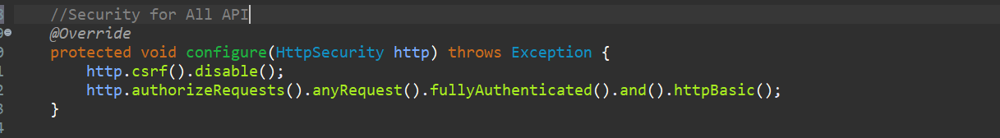 //Security for All API
@Override
protected void configure(HttpSecurity http) throws Exception {
http.csrf().disable();
http.authorizeRequests().anyRequest().fullyAuthenticated().and().httpBasic();
}